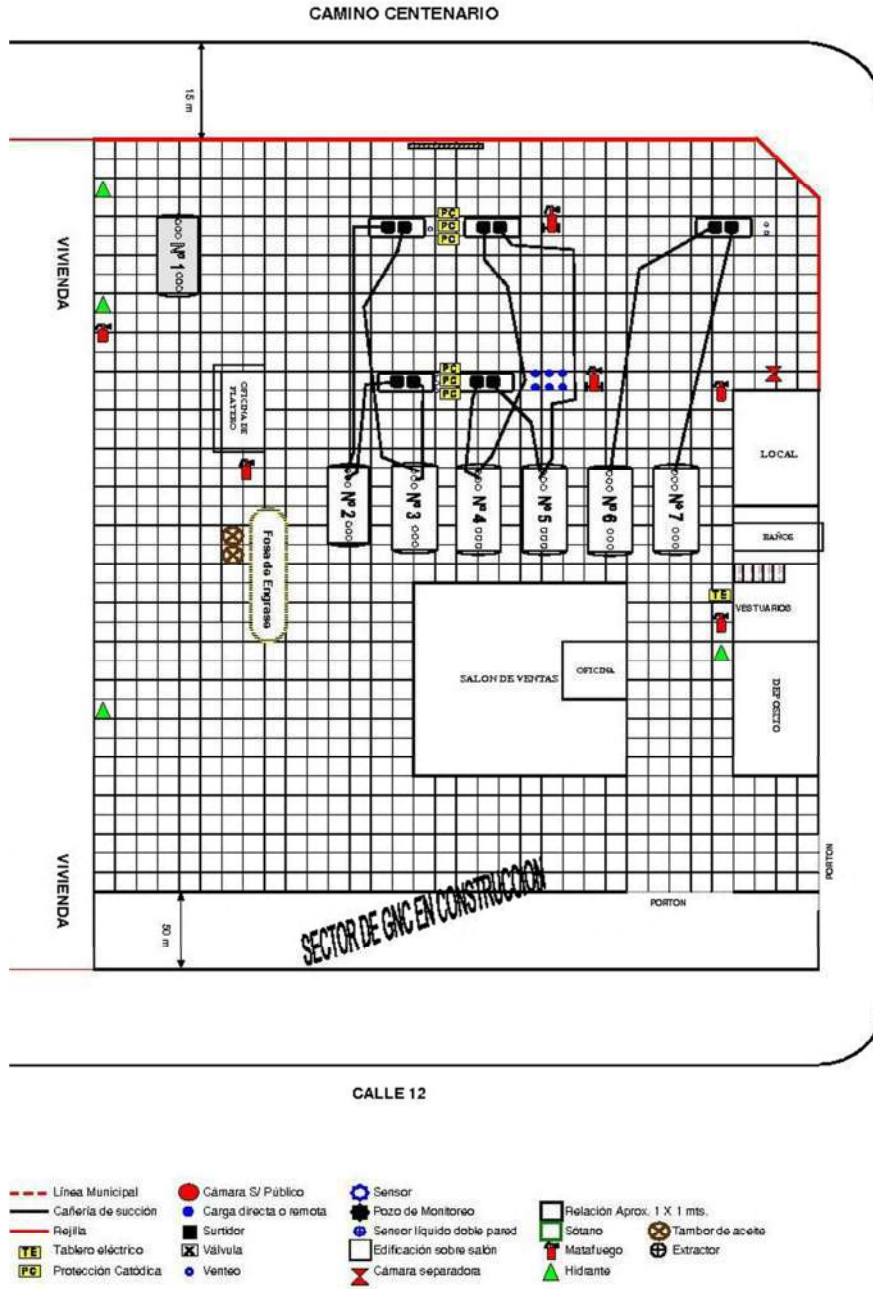 CAMINO CENTENARIO
15 m
VIVIENDA
Nº 1
PC
PC
PC
PC
PC
PC
OFICINA DE
PLAYERO
LOCAL
Nº 2
Nº 3
Nº 4
Nº 5
Nº 6
Nº 7
BAÑOS
Fosa de Engrase
TE
VESTUARIOS
SALON DE VENTAS
OFICINA
DEPOSITO
VIVIENDA
PORTON
PORTON
50 m
SECTOR DE GNC EN CONSTRUCCION
CALLE 12
Línea Municipal
Cañería de succión
Rejilla
TE Tablero eléctrico
PC Protección Catódica
Cámara S/ Público
Carga directa o remota
Surtidor
Válvula
Venteo
Sensor
Pozo de Monitoreo
Sensor líquido doble pared
Edificación sobre salón
Cámara separadora
Relación Aprox. 1 X 1 mts.
Sótano
Matafuego
Hidrante
Tambor de aceite
Extractor